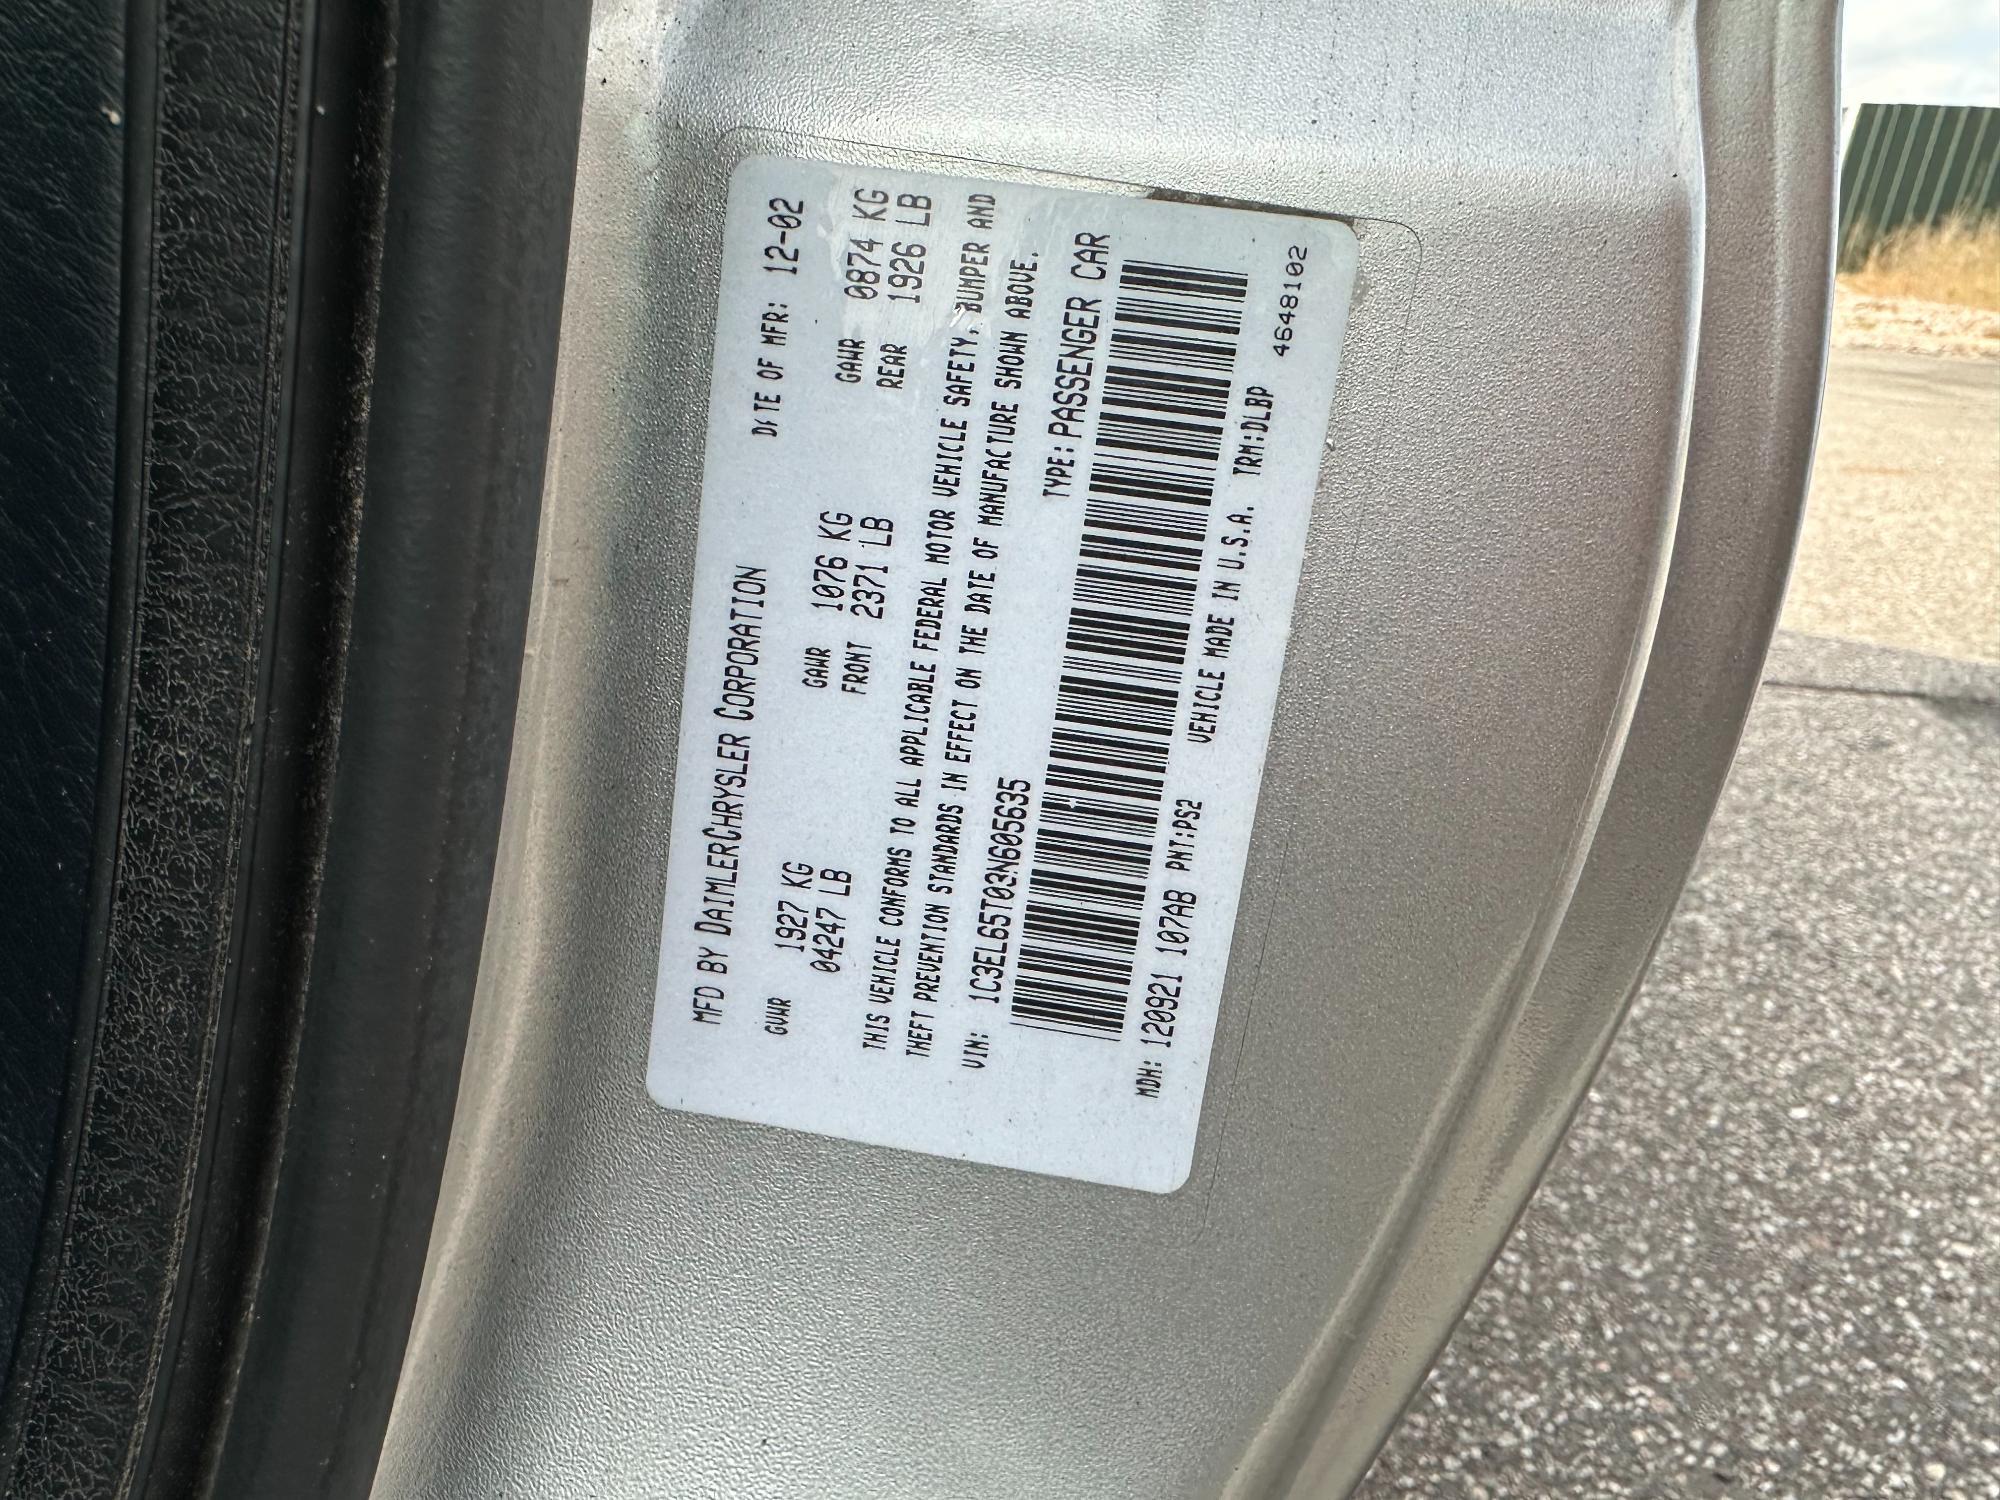 MFD BY DAIMLERCHRYSLER CORPORATION DATE OF MFR: 12-02
GVWR 1927 KG GAWR 1076 KG GAWR 0874 KG
04247 LB FRONT 2371 LB REAR 1926 LB
THIS VEHICLE CONFORMS TO ALL APPLICABLE FEDERAL MOTOR VEHICLE SAFETY, BUMPER AND
THEFT PREVENTION STANDARDS IN EFFECT ON THE DATE OF MANUFACTURE SHOWN ABOVE.
VIN: 1C3EL65T03N605635 TYPE: PASSENGER CAR
MDH: 120921 107AB PNT:PS2 VEHICLE MADE IN U.S.A. TRM:DLBP
4648102